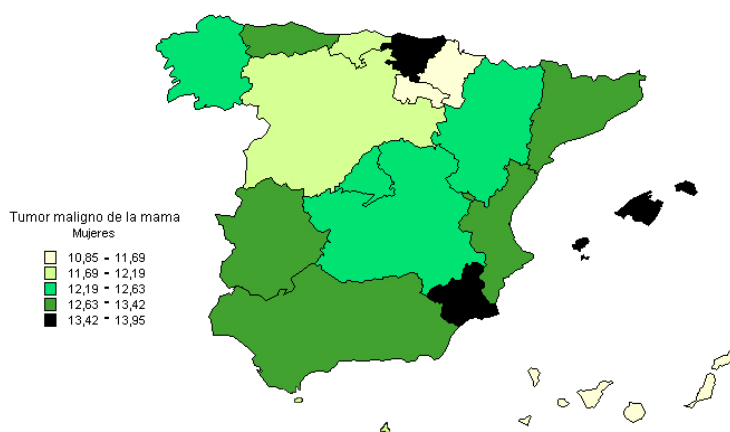 Tumor maligno de la mama
Mujeres
10,85 - 11,69
11,69 - 12,19
12,19 - 12,63
12,63 - 13,42
13,42 - 13,95